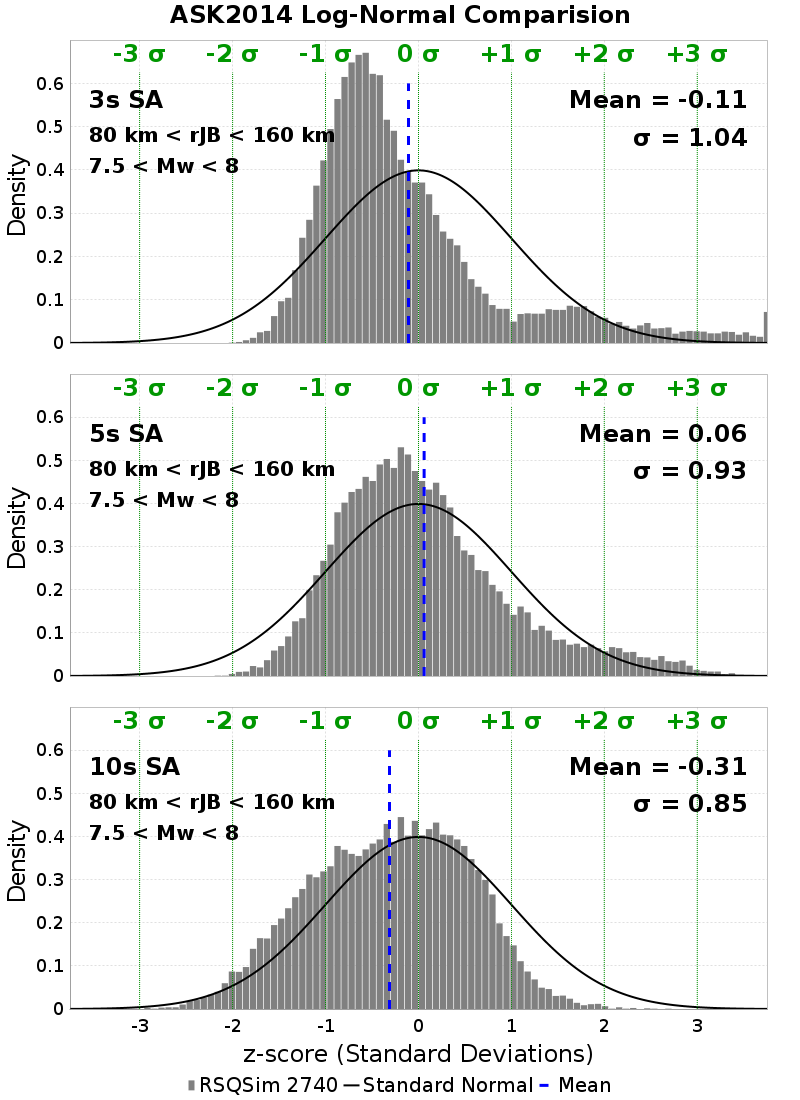 ASK2014 Log-Normal Comparision
-3 σ -2 σ -1 σ 0 σ +1 σ +2 σ +3 σ
3s SA
Mean = -0.11
80 km < rJB < 160 km
σ = 1.04
7.5 < Mw < 8
Density
0.6
0.5
0.4
0.3
0.2
0.1
0
-3 σ -2 σ -1 σ 0 σ +1 σ +2 σ +3 σ
5s SA
Mean = 0.06
80 km < rJB < 160 km
σ = 0.93
7.5 < Mw < 8
Density
0.6
0.5
0.4
0.3
0.2
0.1
0
-3 σ -2 σ -1 σ 0 σ +1 σ +2 σ +3 σ
10s SA
Mean = -0.31
80 km < rJB < 160 km
σ = 0.85
7.5 < Mw < 8
Density
0.6
0.5
0.4
0.3
0.2
0.1
0
-3 -2 -1 0 1 2 3
z-score (Standard Deviations)
RSQSim 2740 Standard Normal Mean